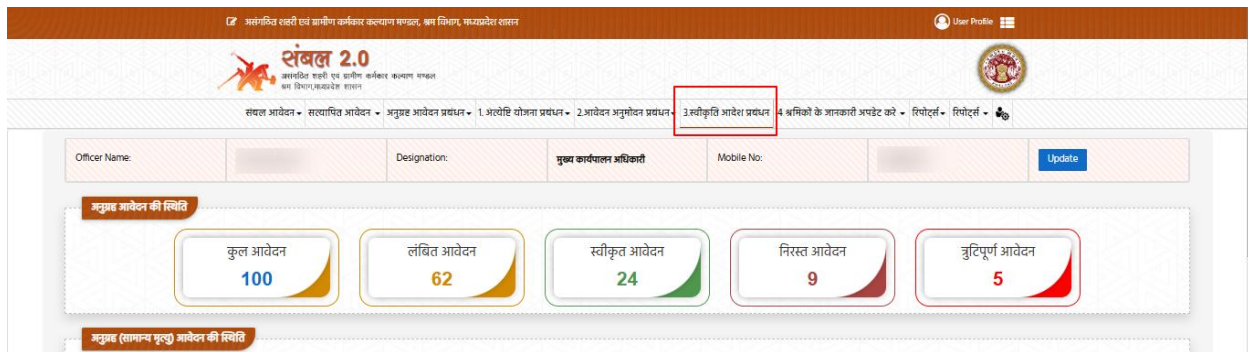 असंगठित शहरी एवं ग्रामीण कर्मकार कल्याण मण्डल, श्रम विभाग, मध्यप्रदेश शासन
User Profile
संबल 2.0
असंगठित शहरी एवं ग्रामीण कर्मकार कल्याण मण्डल
श्रम विभाग,मध्यप्रदेश शासन
संबल आवेदन सत्यापित आवेदन अनुग्रह आवेदन प्रबंधन 1. अंत्येष्टि योजना प्रबंधन 2.आवेदन अनुमोदन प्रबंधन 3.स्वीकृति आदेश प्रबंधन 4 श्रमिकों के जानकारी अपडेट करे रिपोर्ट्स रिपोर्ट्स
Officer Name: Designation: मुख्य कार्यपालन अधिकारी Mobile No: Update
अनुग्रह आवेदन की स्थिति
कुल आवेदन लंबित आवेदन स्वीकृत आवेदन निरस्त आवेदन त्रुटिपूर्ण आवेदन
100 62 24 9 5
अनुग्रह (सामान्य मृत्यु) आवेदन की स्थिति